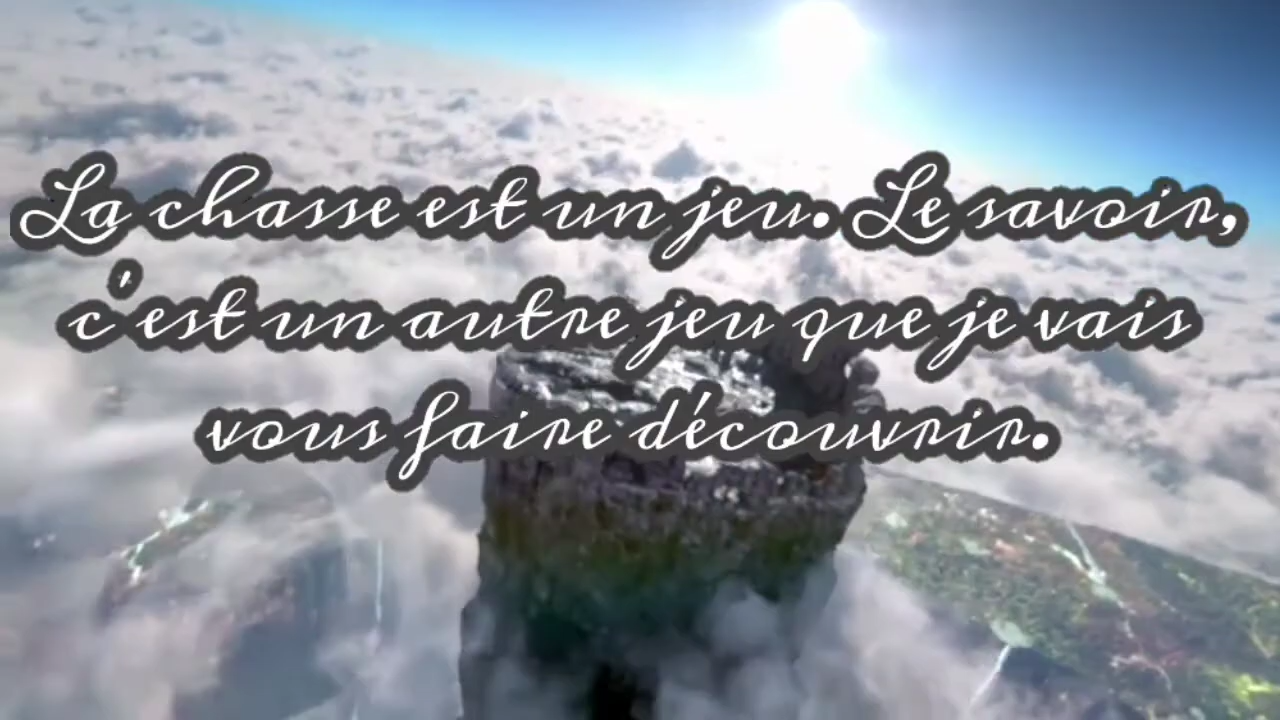 La chasse est un jeu. Le savoir,
c'est un autre jeu que je vais
vous faire découvrir.